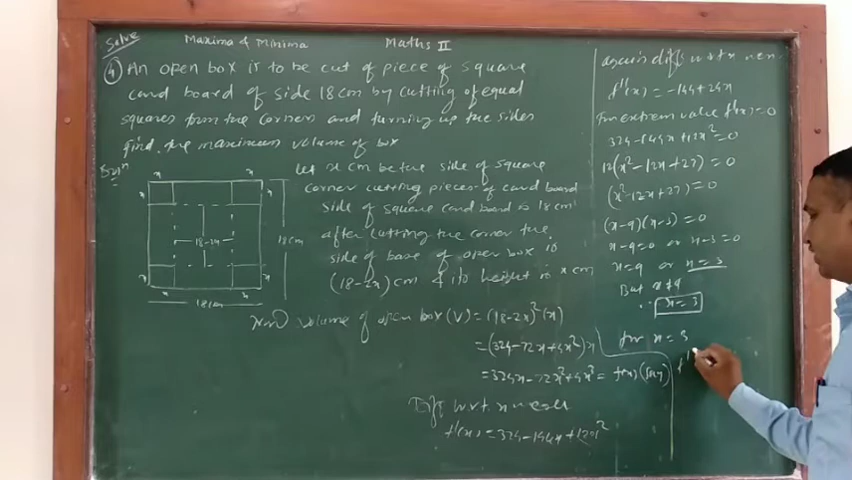 Solve
Maxima & Minima Maths II
④ An open box is to be cut of piece of square
card board of side 18 cm by cutting of equal
squares from the corners and turning up the sides
find the maximum volume of box
Solⁿ
let x cm be the side of square
corner cutting pieces of card board
side of square card board is 18 cm
after cutting the corner the
side of base of open box is
(18-2x) cm & its height is x cm
x x
x x
18-2x
18 cm
x x
x x
18cm
Now volume of open box (V) = (18-2x)² (x)
= (324-72x+4x²)x
= 324x-72x²+4x³ = f(x) (say)
Diff w.r.t. x
f'(x) = 324-144x+12x²
again diff w.r.t x
f''(x) = -144+24x
for extrem value f'(x)=0
324-144x+12x²=0
12(x²-12x+27)=0
(x²-12x+27)=0
(x-9)(x-3)=0
x-9=0 or x-3=0
x=9 or x=3
But x≠9
∴ x=3
for x=3
f